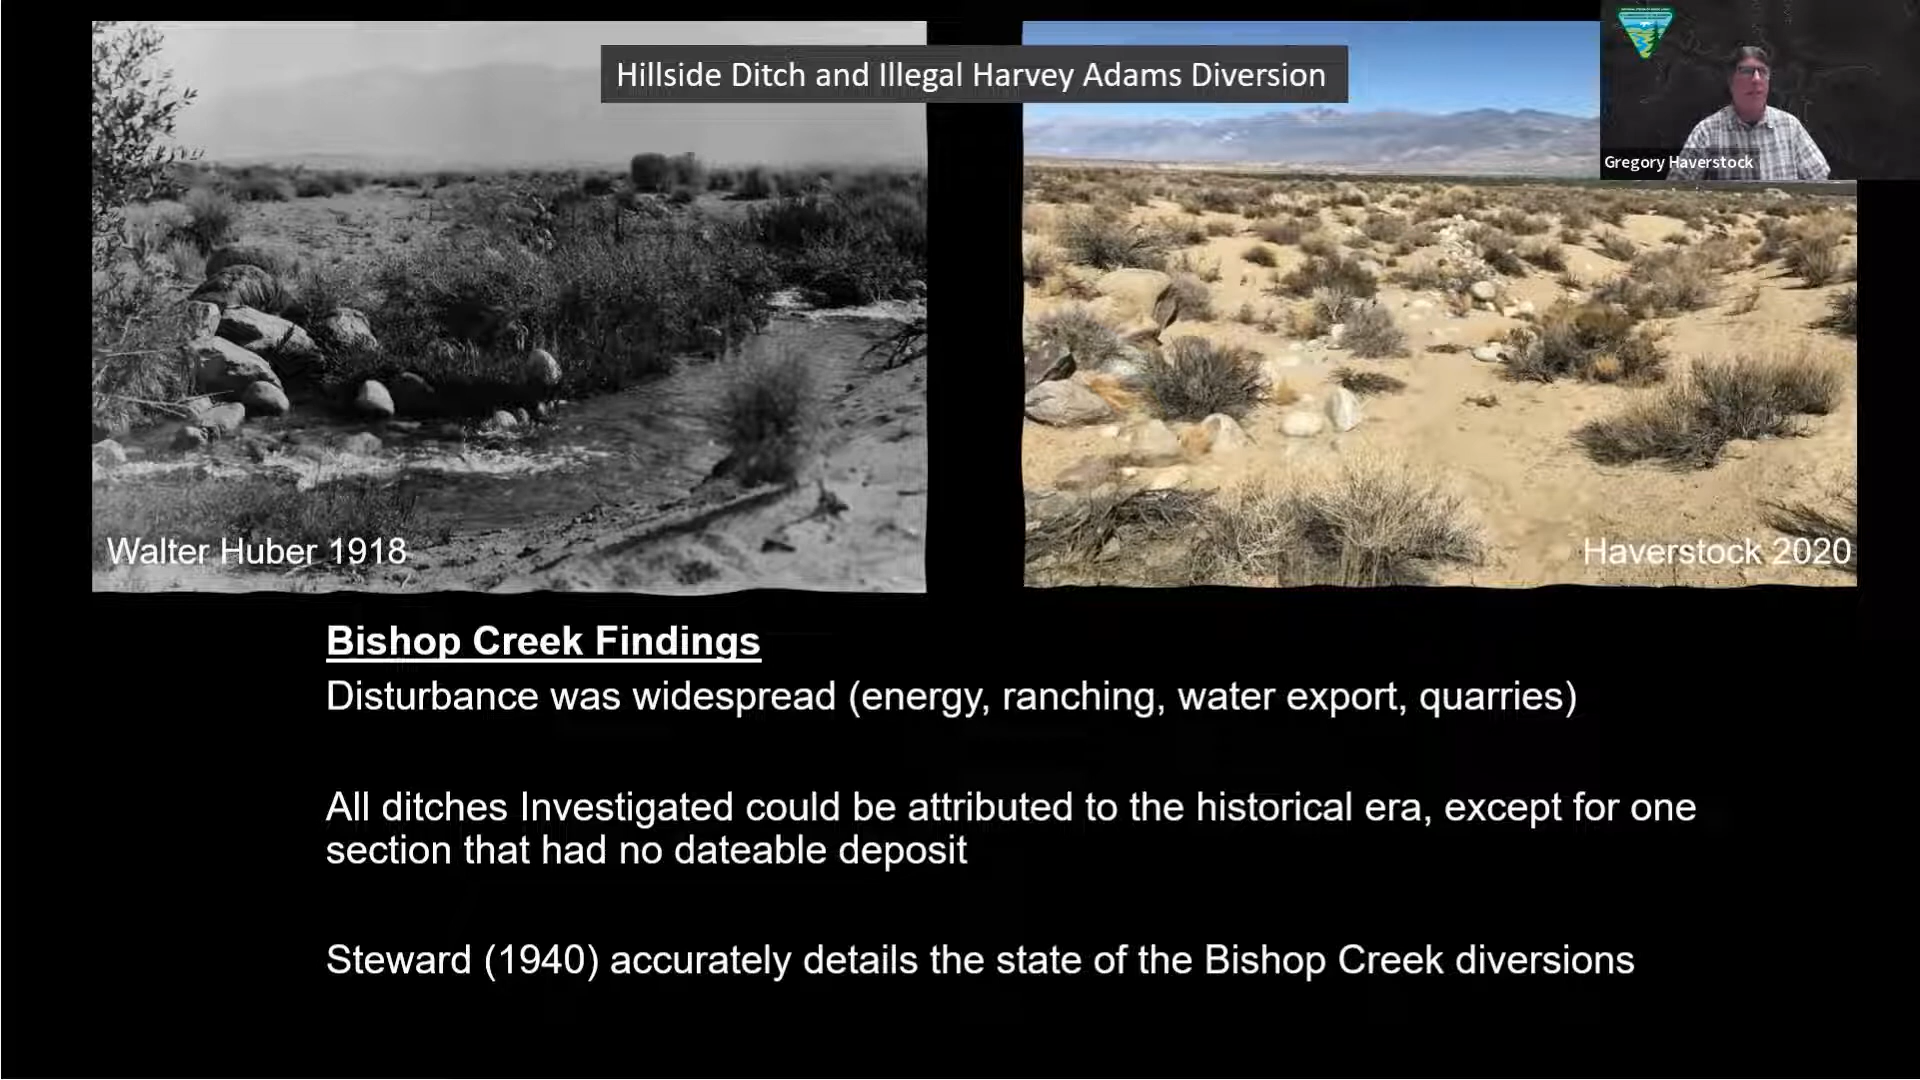 Hillside Ditch and Illegal Harvey Adams Diversion
Gregory Haverstock
Walter Huber 1918
Haverstock 2020
Bishop Creek Findings
Disturbance was widespread (energy, ranching, water export, quarries)
All ditches Investigated could be attributed to the historical era, except for one
section that had no dateable deposit
Steward (1940) accurately details the state of the Bishop Creek diversions